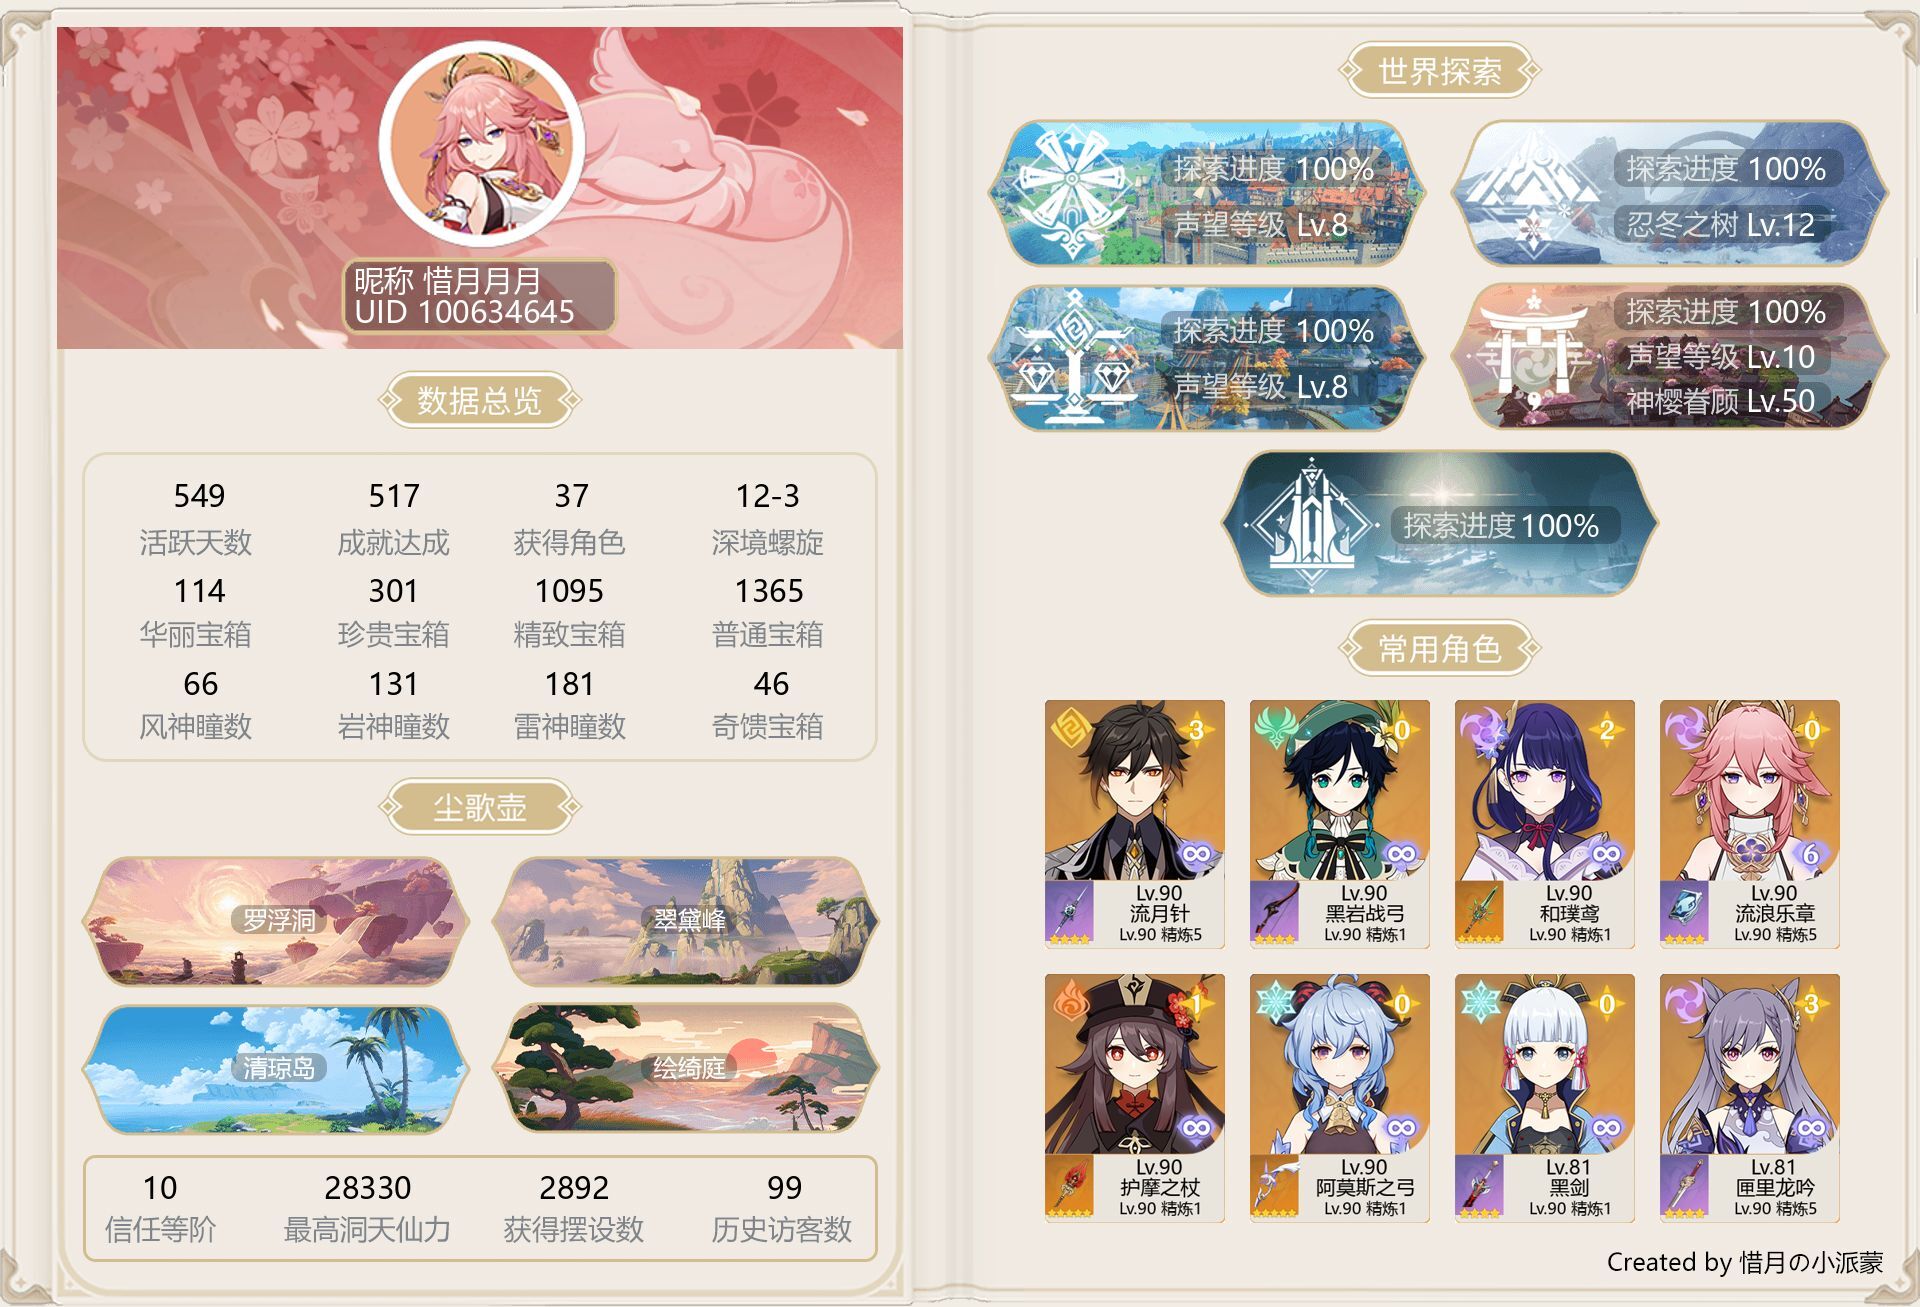 昵称 惜月月月
UID 100634645
数据总览
549 517 37 12-3
活跃天数 成就达成 获得角色 深境螺旋
114 301 1095 1365
华丽宝箱 珍贵宝箱 精致宝箱 普通宝箱
66 131 181 46
风神瞳数 岩神瞳数 雷神瞳数 奇馈宝箱
尘歌壶
罗浮洞 翠黛峰
清琼岛 绘绮庭
10 28330 2892 99
信任等阶 最高洞天仙力 获得摆设数 历史访客数
世界探索
探索进度 100%
声望等级 Lv.8
探索进度 100%
忍冬之树 Lv.12
探索进度 100%
声望等级 Lv.8
探索进度 100%
声望等级 Lv.10
神樱眷顾 Lv.50
探索进度 100%
常用角色
3 0 2 0
∞ ∞ ∞ 6
Lv.90 Lv.90 Lv.90 Lv.90
流月针 黑岩战弓 和璞鸢 流浪乐章
Lv.90 精炼5 Lv.90 精炼1 Lv.90 精炼1 Lv.90 精炼5
1 0 0 3
∞ ∞ ∞ ∞
Lv.90 Lv.90 Lv.81 Lv.81
护摩之杖 阿莫斯之弓 黑剑 匣里龙吟
Lv.90 精炼1 Lv.90 精炼1 Lv.90 精炼1 Lv.90 精炼5
Created by 惜月の小派蒙